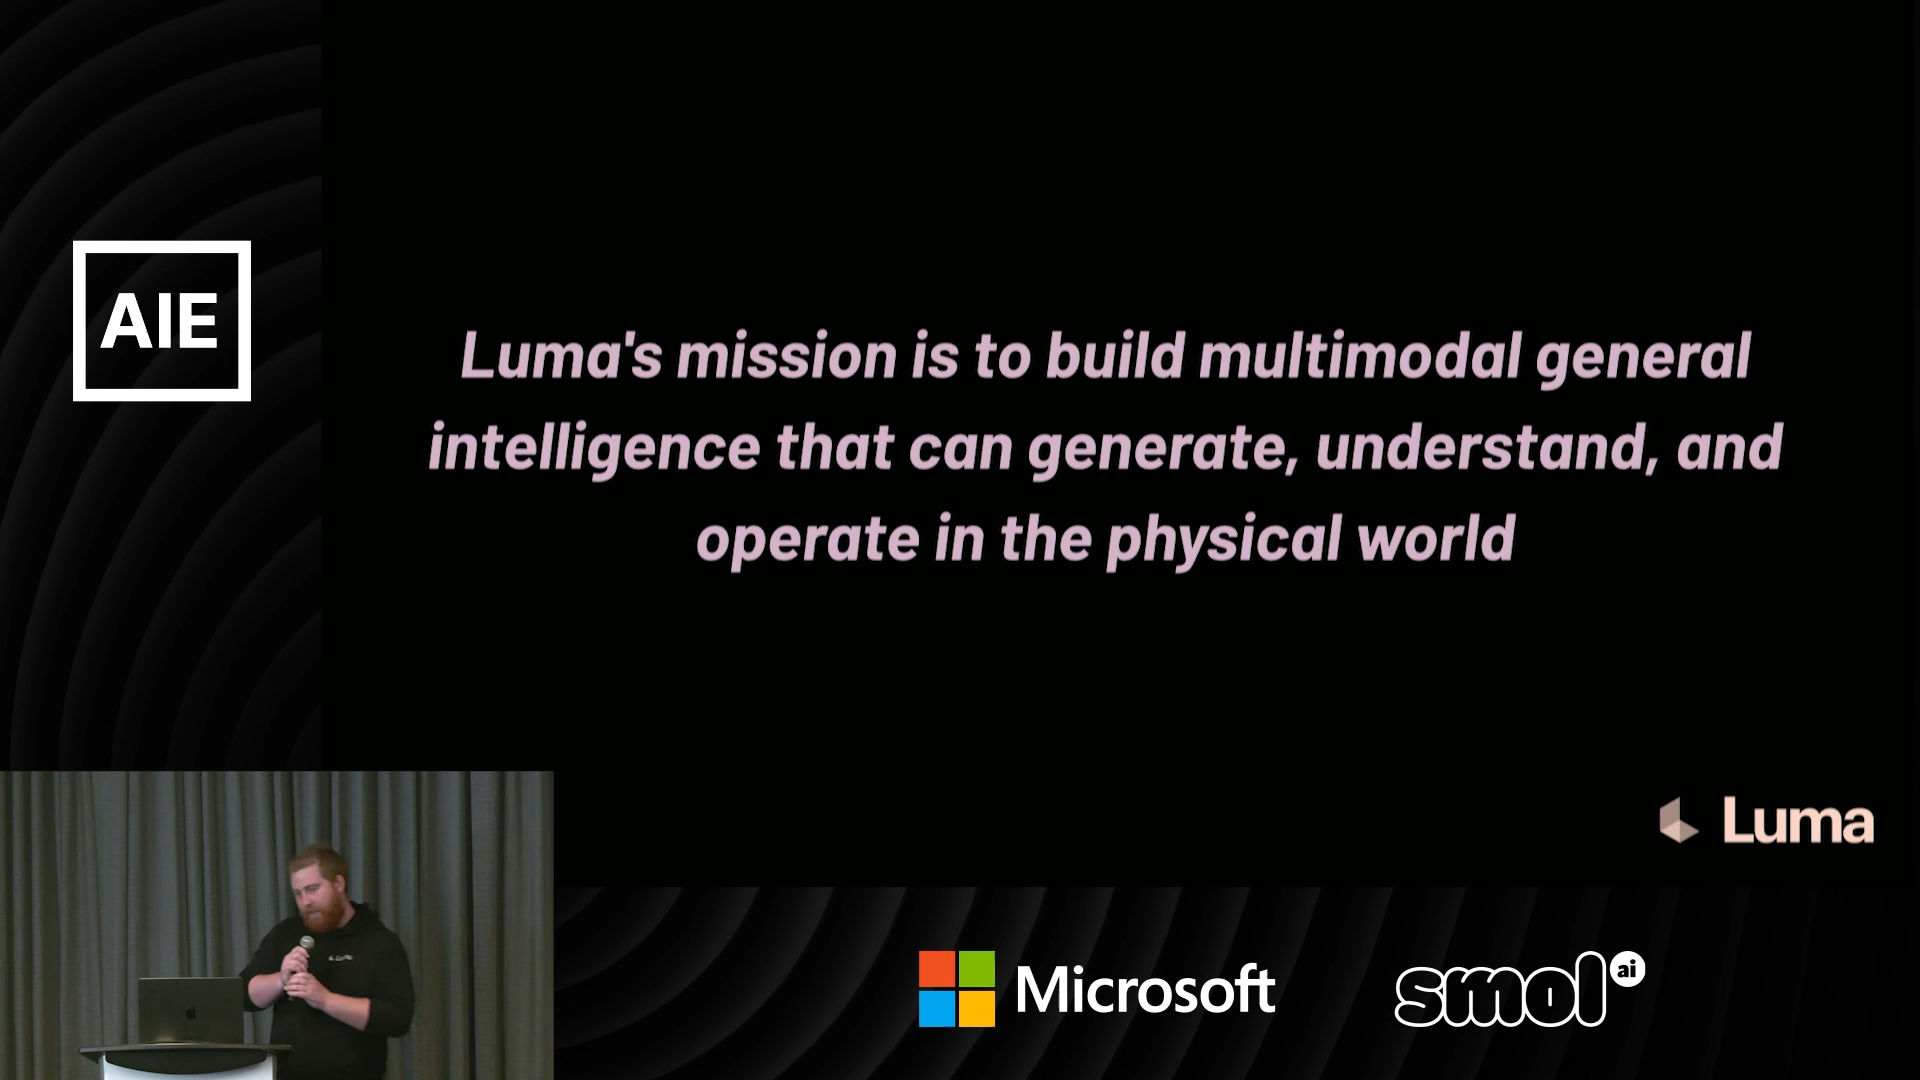 AIE
Luma's mission is to build multimodal general
intelligence that can generate, understand, and
operate in the physical world
Luma
Microsoft
smol ai